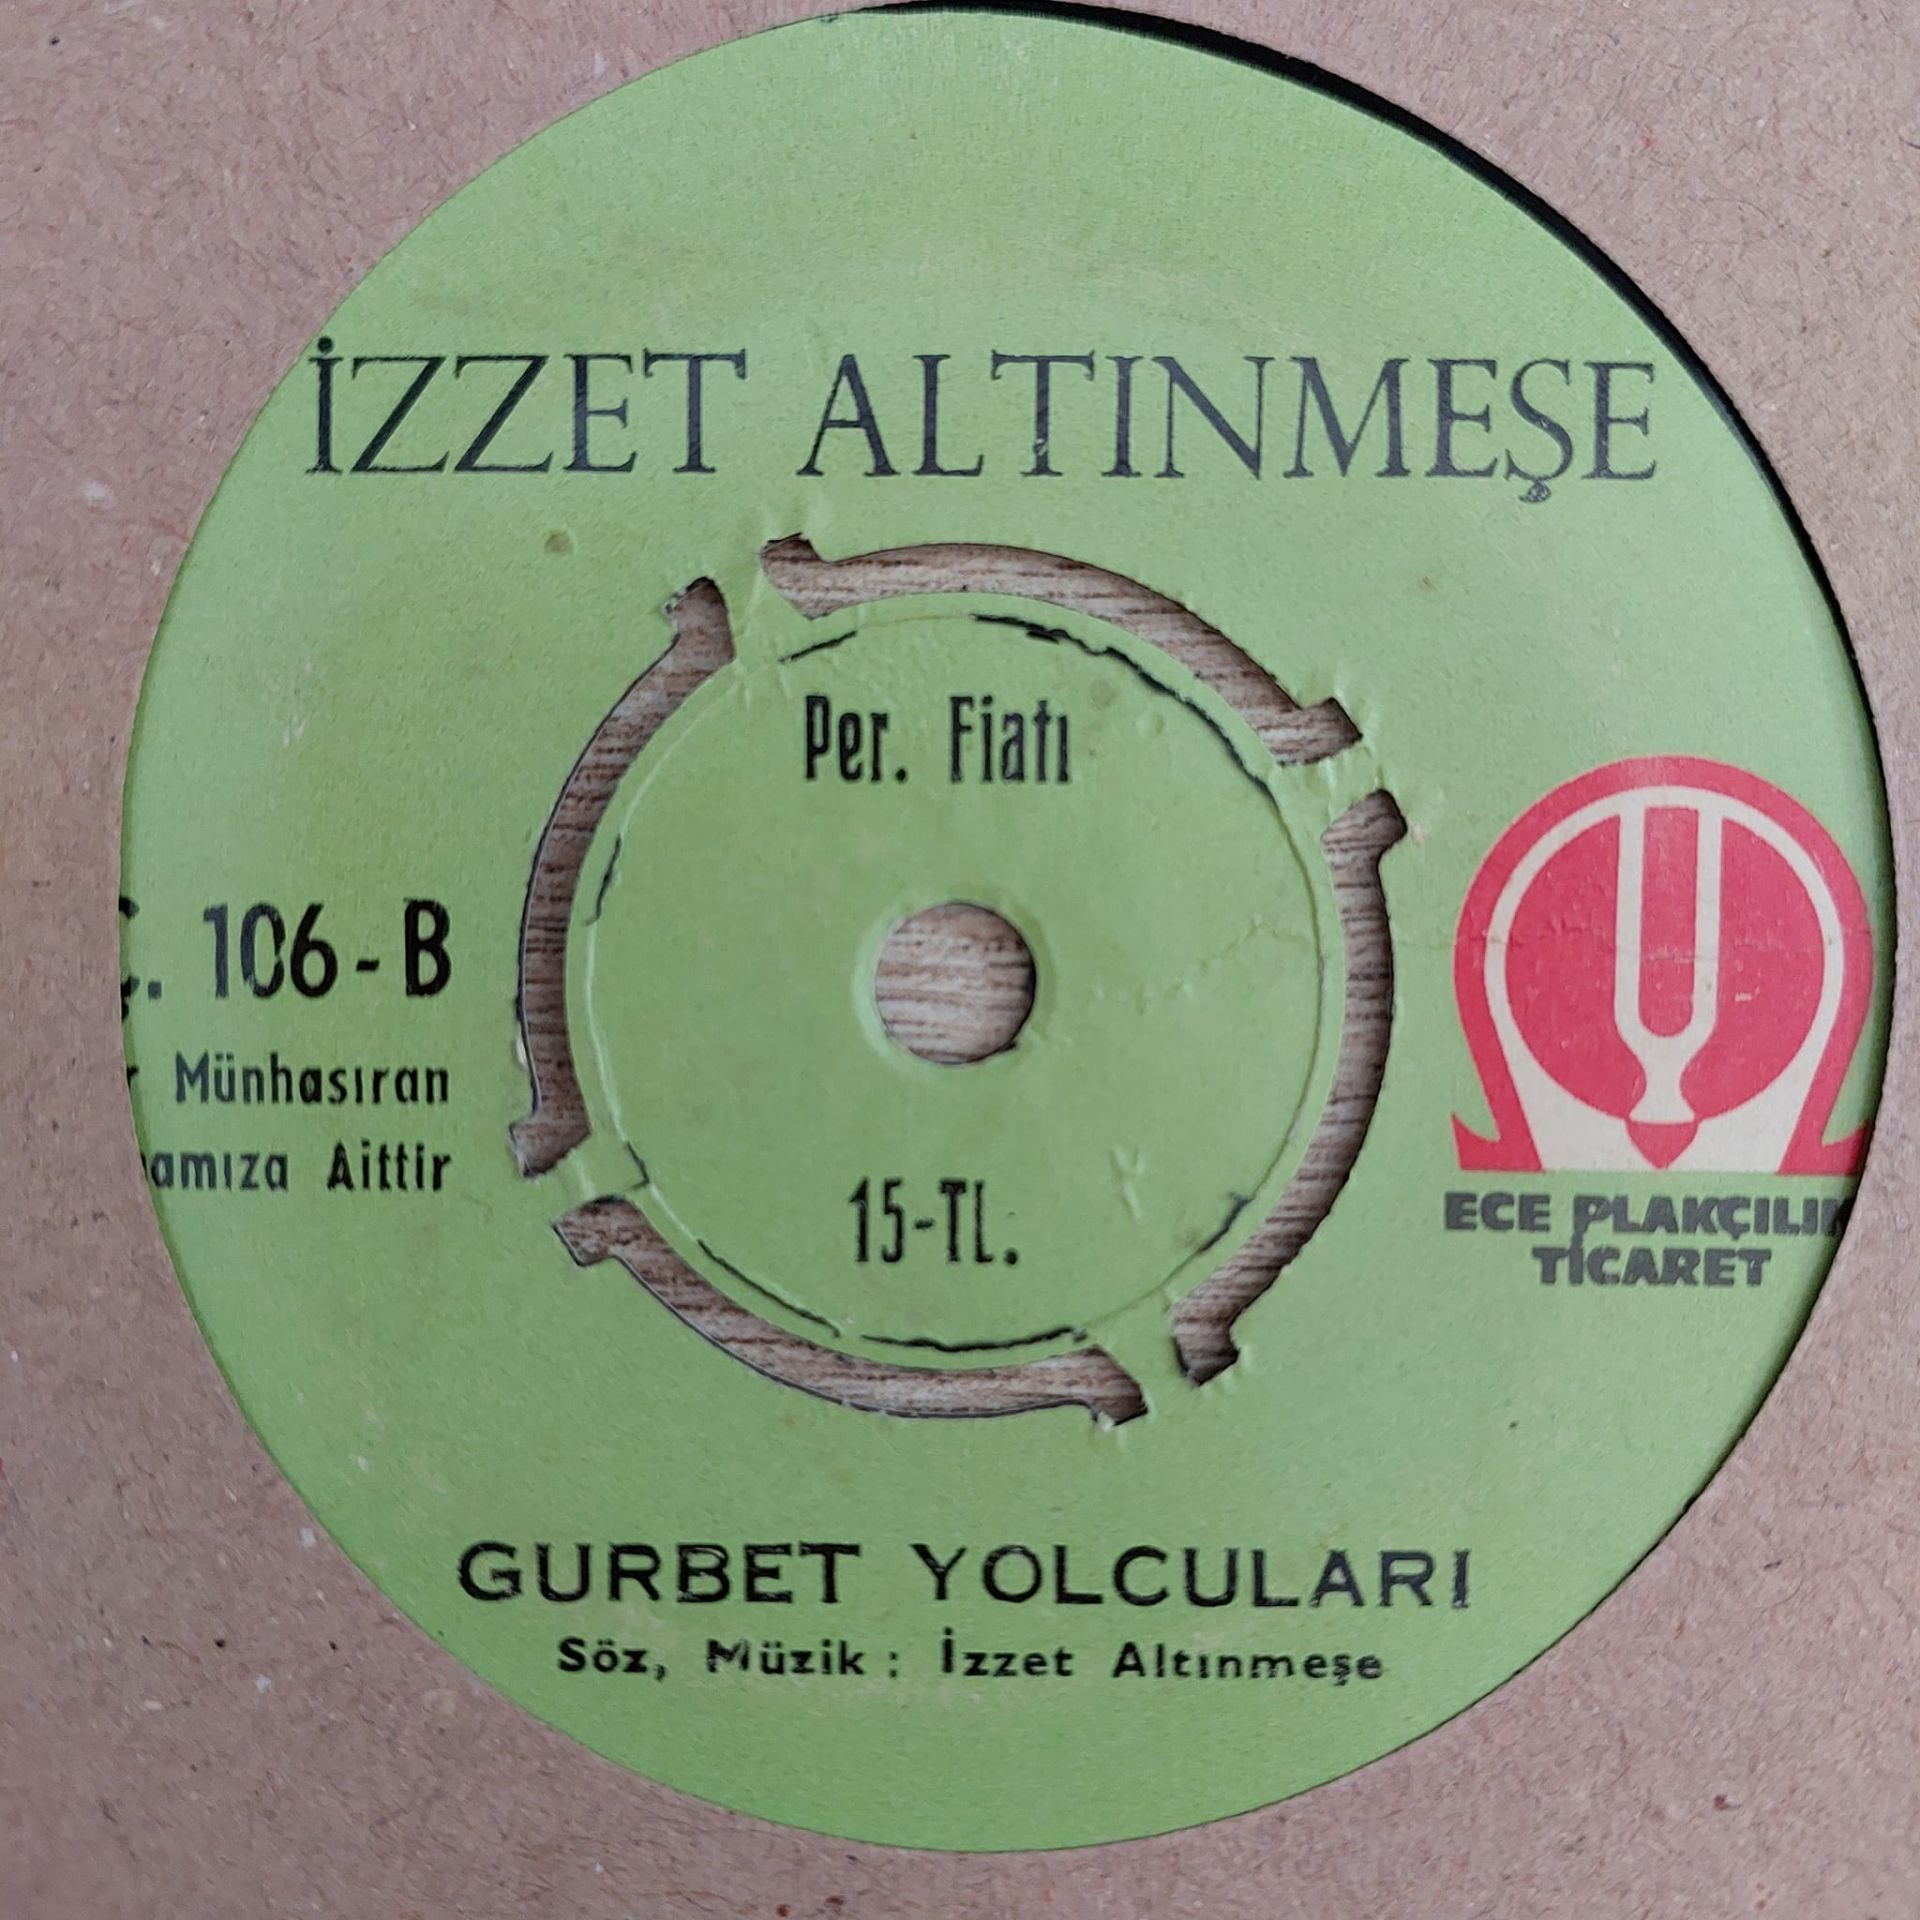 İZZET ALTINMEŞE
Per. Fiatı
106-B
Münhasıran
Aittir
15-TL.
ECE
TİCARET
GURBET YOLCULARI
Söz, Müzik : İzzet Altınmeşe